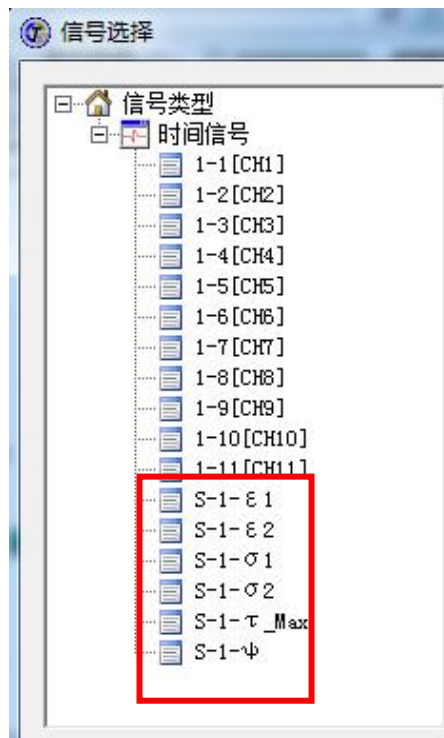 信号选择
信号类型
时间信号
1-1[CH1]
1-2[CH2]
1-3[CH3]
1-4[CH4]
1-5[CH5]
1-6[CH6]
1-7[CH7]
1-8[CH8]
1-9[CH9]
1-10[CH10]
1-11[CH11]
S-1-ε1
S-1-ε2
S-1-σ1
S-1-σ2
S-1-τ_Max
S-1-ψ